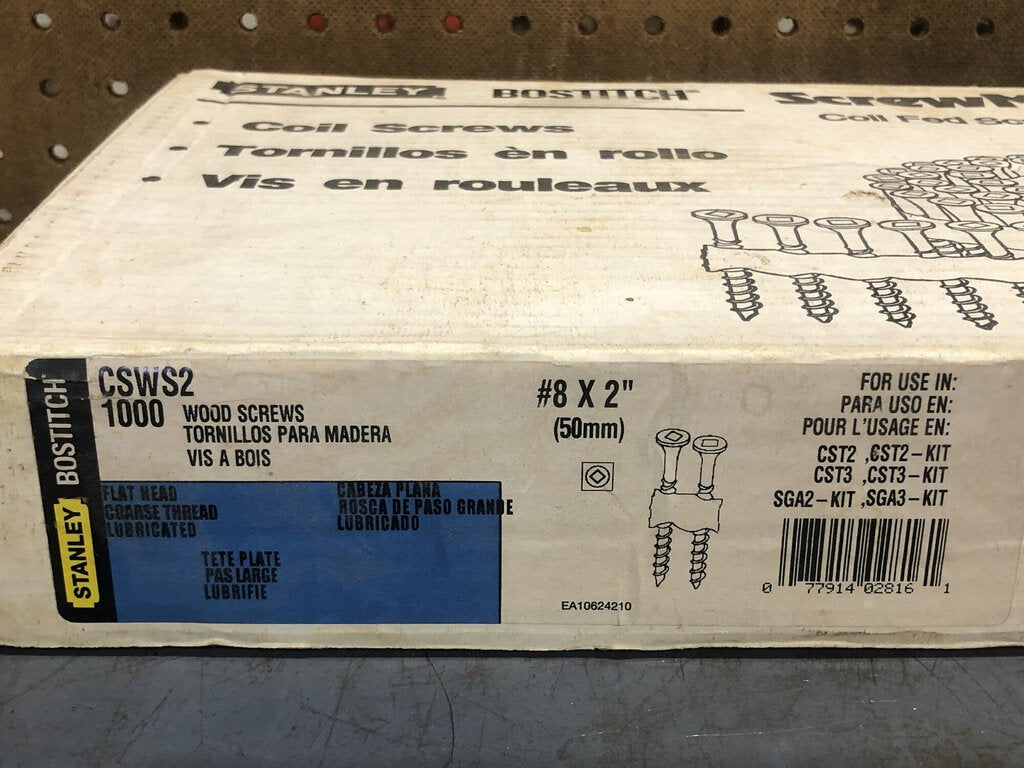 STANLEY BOSTITCH®
• Coil Screws
• Tornillos èn rollo
• Vis en rouleaux
Coil Fed
STANLEY BOSTITCH®
CSWS2
1000 WOOD SCREWS
TORNILLOS PARA MADERA
VIS A BOIS
FLAT HEAD
COARSE THREAD
LUBRICATED
CABEZA PLANA
ROSCA DE PASO GRANDE
LUBRICADO
TETE PLATE
PAS LARGE
LUBRIFIE
#8 X 2"
(50mm)
EA10624210
FOR USE IN:
PARA USO EN:
POUR L'USAGE EN:
CST2 ,CST2-KIT
CST3 ,CST3-KIT
SGA2-KIT ,SGA3-KIT
0 77914 02816 1